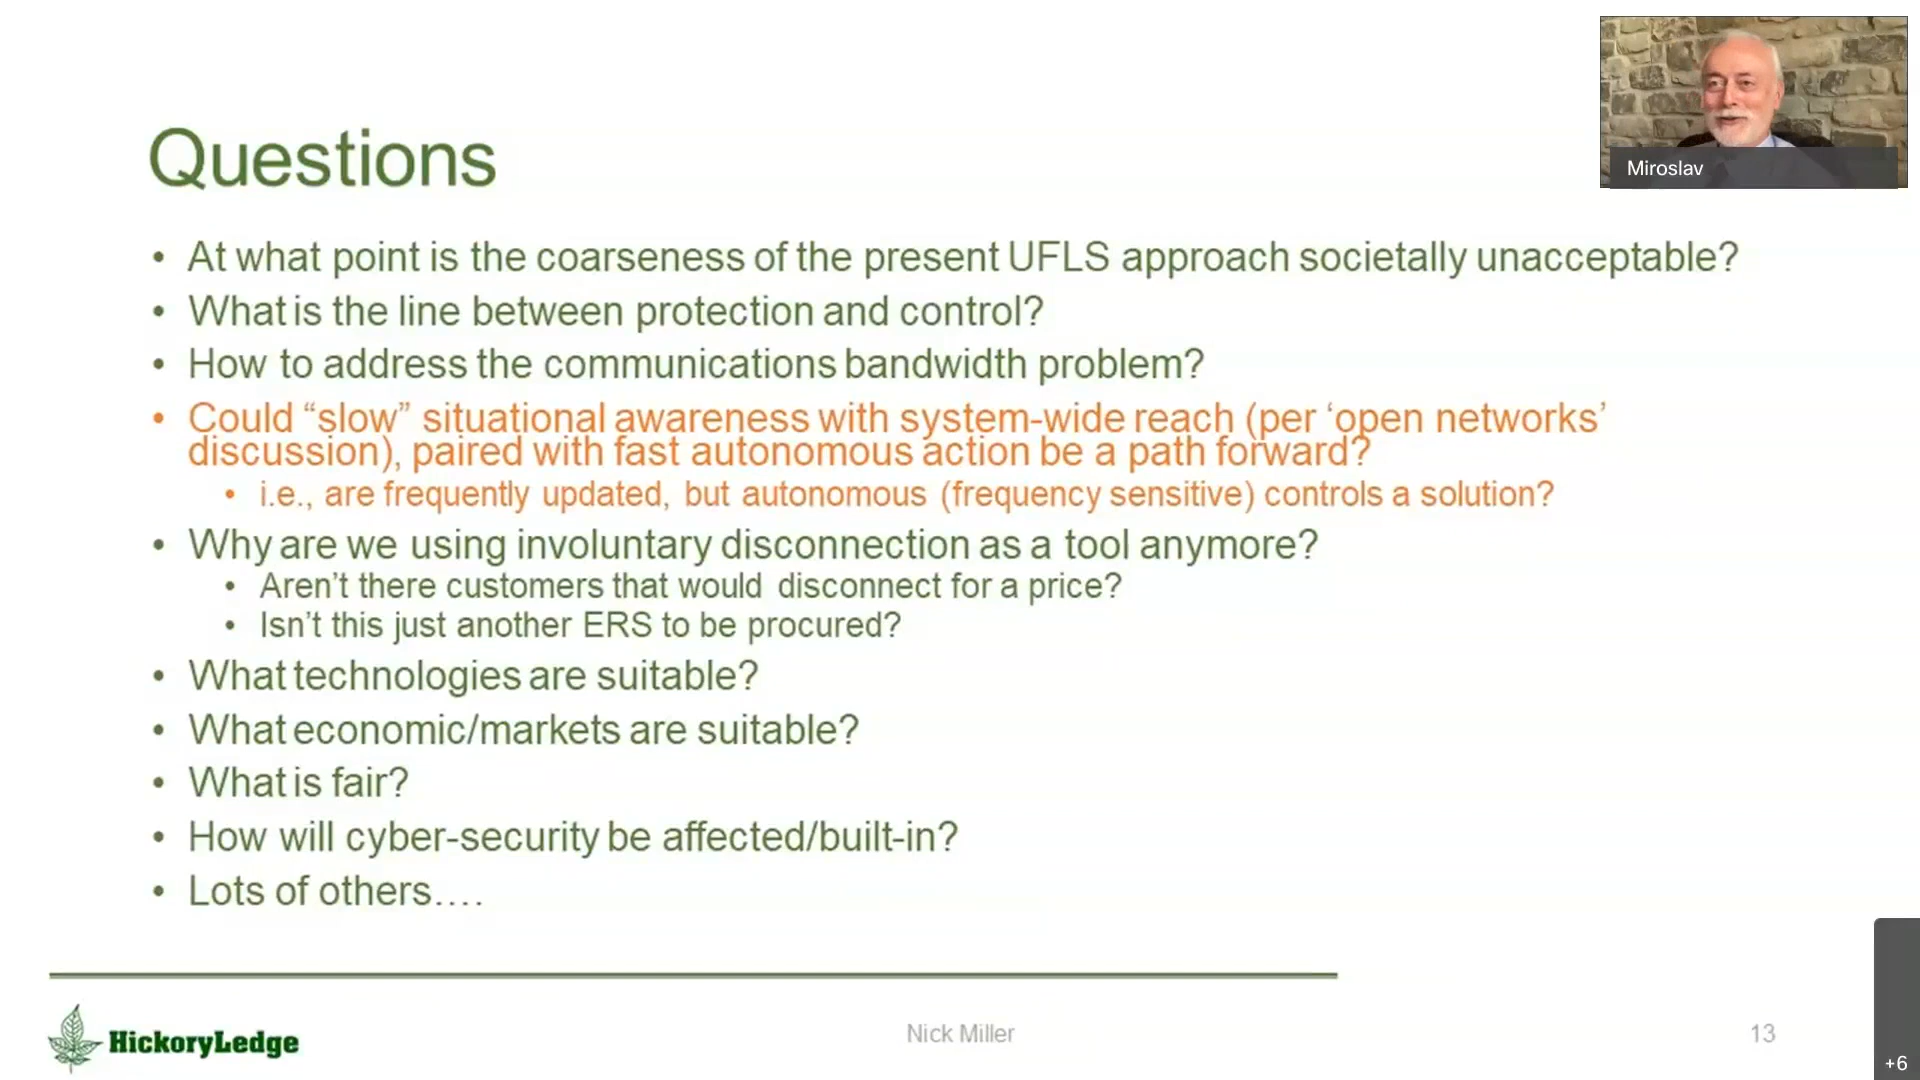 Miroslav
Questions
• At what point is the coarseness of the present UFLS approach societally unacceptable?
• What is the line between protection and control?
• How to address the communications bandwidth problem?
• Could “slow” situational awareness with system-wide reach (per ‘open networks’
discussion), paired with fast autonomous action be a path forward?
• i.e., are frequently updated, but autonomous (frequency sensitive) controls a solution?
• Why are we using involuntary disconnection as a tool anymore?
• Aren’t there customers that would disconnect for a price?
• Isn’t this just another ERS to be procured?
• What technologies are suitable?
• What economic/markets are suitable?
• What is fair?
• How will cyber-security be affected/built-in?
• Lots of others….
HickoryLedge
Nick Miller
13
+6